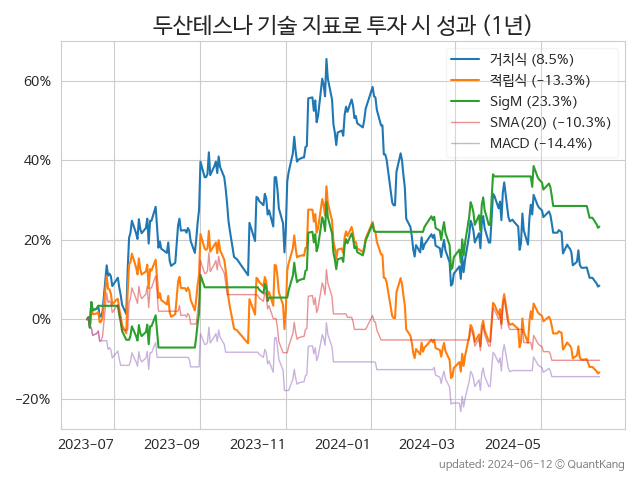 두산테스나 기술 지표로 투자 시 성과 (1년)
거치식 (8.5%)
적립식 (−13.3%)
SigM (23.3%)
SMA(20) (−10.3%)
MACD (−14.4%)
60%
40%
20%
0%
−20%
2023-07 2023-09 2023-11 2024-01 2024-03 2024-05
updated: 2024-06-12 © QuantKang